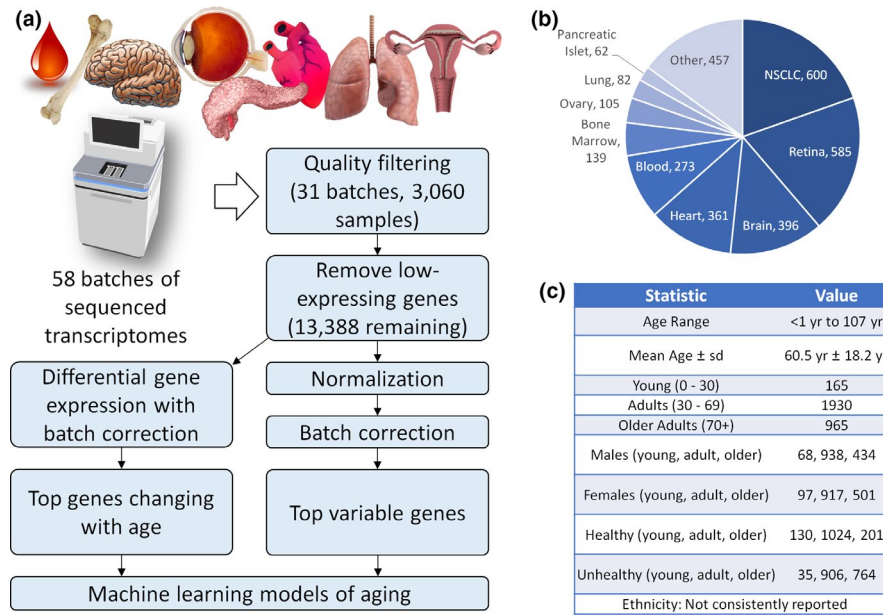 (a)
58 batches of
sequenced
transcriptomes
Quality filtering
(31 batches, 3,060
samples)
Remove low-
expressing genes
(13,388 remaining)
Differential gene
expression with
batch correction
Normalization
Batch correction
Top genes changing
with age
Top variable genes
Machine learning models of aging
(b)
Pancreatic
Islet, 62
Other, 457
NSCLC, 600
Lung, 82
Ovary, 105
Bone
Marrow,
139
Retina, 585
Blood, 273
Heart, 361
Brain, 396
(c)
Statistic Value
Age Range <1 yr to 107 yr
Mean Age ± sd 60.5 yr ± 18.2 y
Young (0 - 30) 165
Adults (30 - 69) 1930
Older Adults (70+) 965
Males (young, adult, older) 68, 938, 434
Females (young, adult, older) 97, 917, 501
Healthy (young, adult, older) 130, 1024, 201
Unhealthy (young, adult, older) 35, 906, 764
Ethnicity: Not consistently reported